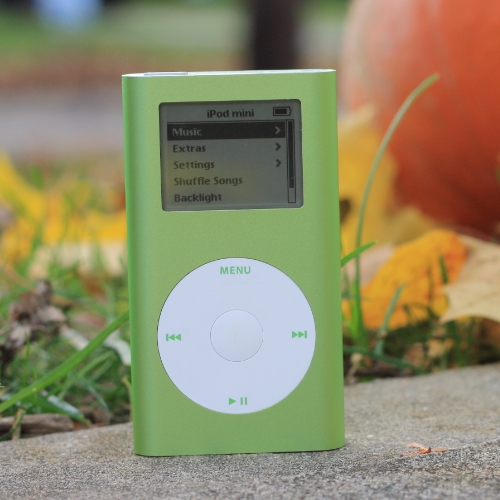 iPod mini
Music
Extras
Settings
Shuffle Songs
Backlight
MENU